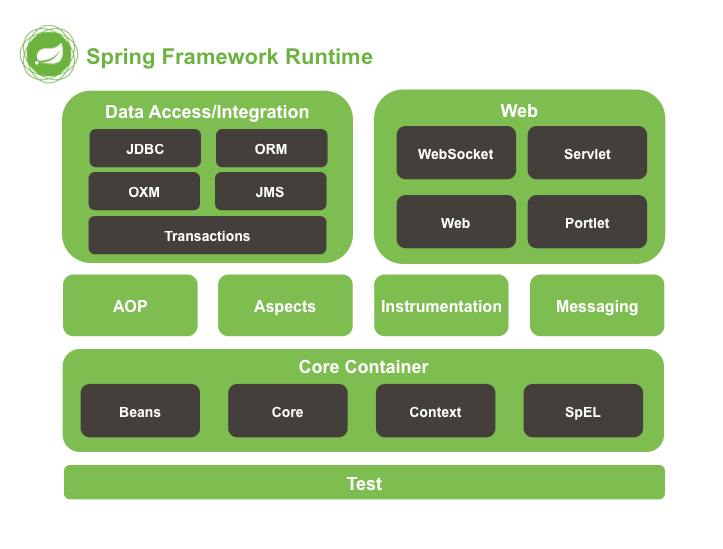 Spring Framework Runtime
Data Access/Integration
JDBC
ORM
OXM
JMS
Transactions
Web
WebSocket
Servlet
Web
Portlet
AOP
Aspects
Instrumentation
Messaging
Core Container
Beans
Core
Context
SpEL
Test